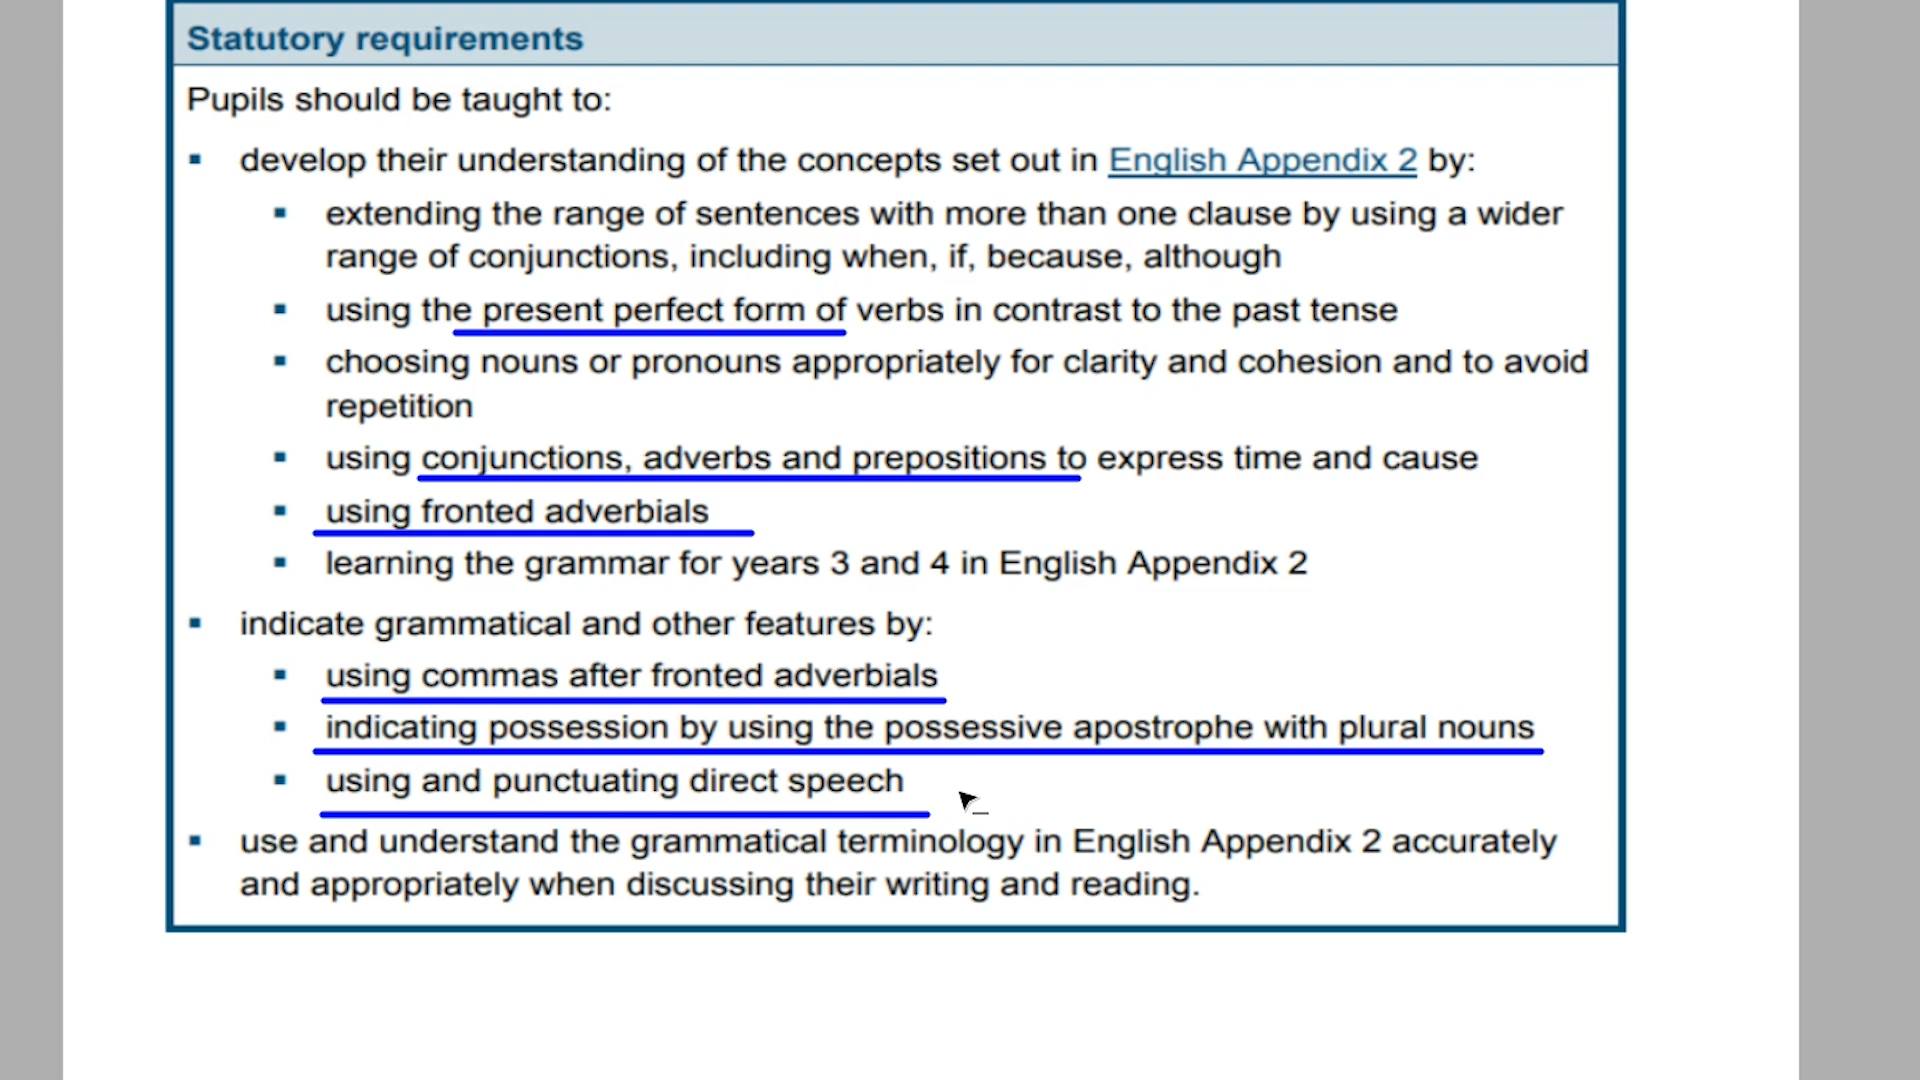 Statutory requirements
Pupils should be taught to:
▪ develop their understanding of the concepts set out in English Appendix 2 by:
▪ extending the range of sentences with more than one clause by using a wider
range of conjunctions, including when, if, because, although
▪ using the present perfect form of verbs in contrast to the past tense
▪ choosing nouns or pronouns appropriately for clarity and cohesion and to avoid
repetition
▪ using conjunctions, adverbs and prepositions to express time and cause
▪ using fronted adverbials
▪ learning the grammar for years 3 and 4 in English Appendix 2
▪ indicate grammatical and other features by:
▪ using commas after fronted adverbials
▪ indicating possession by using the possessive apostrophe with plural nouns
▪ using and punctuating direct speech
▪ use and understand the grammatical terminology in English Appendix 2 accurately
and appropriately when discussing their writing and reading.